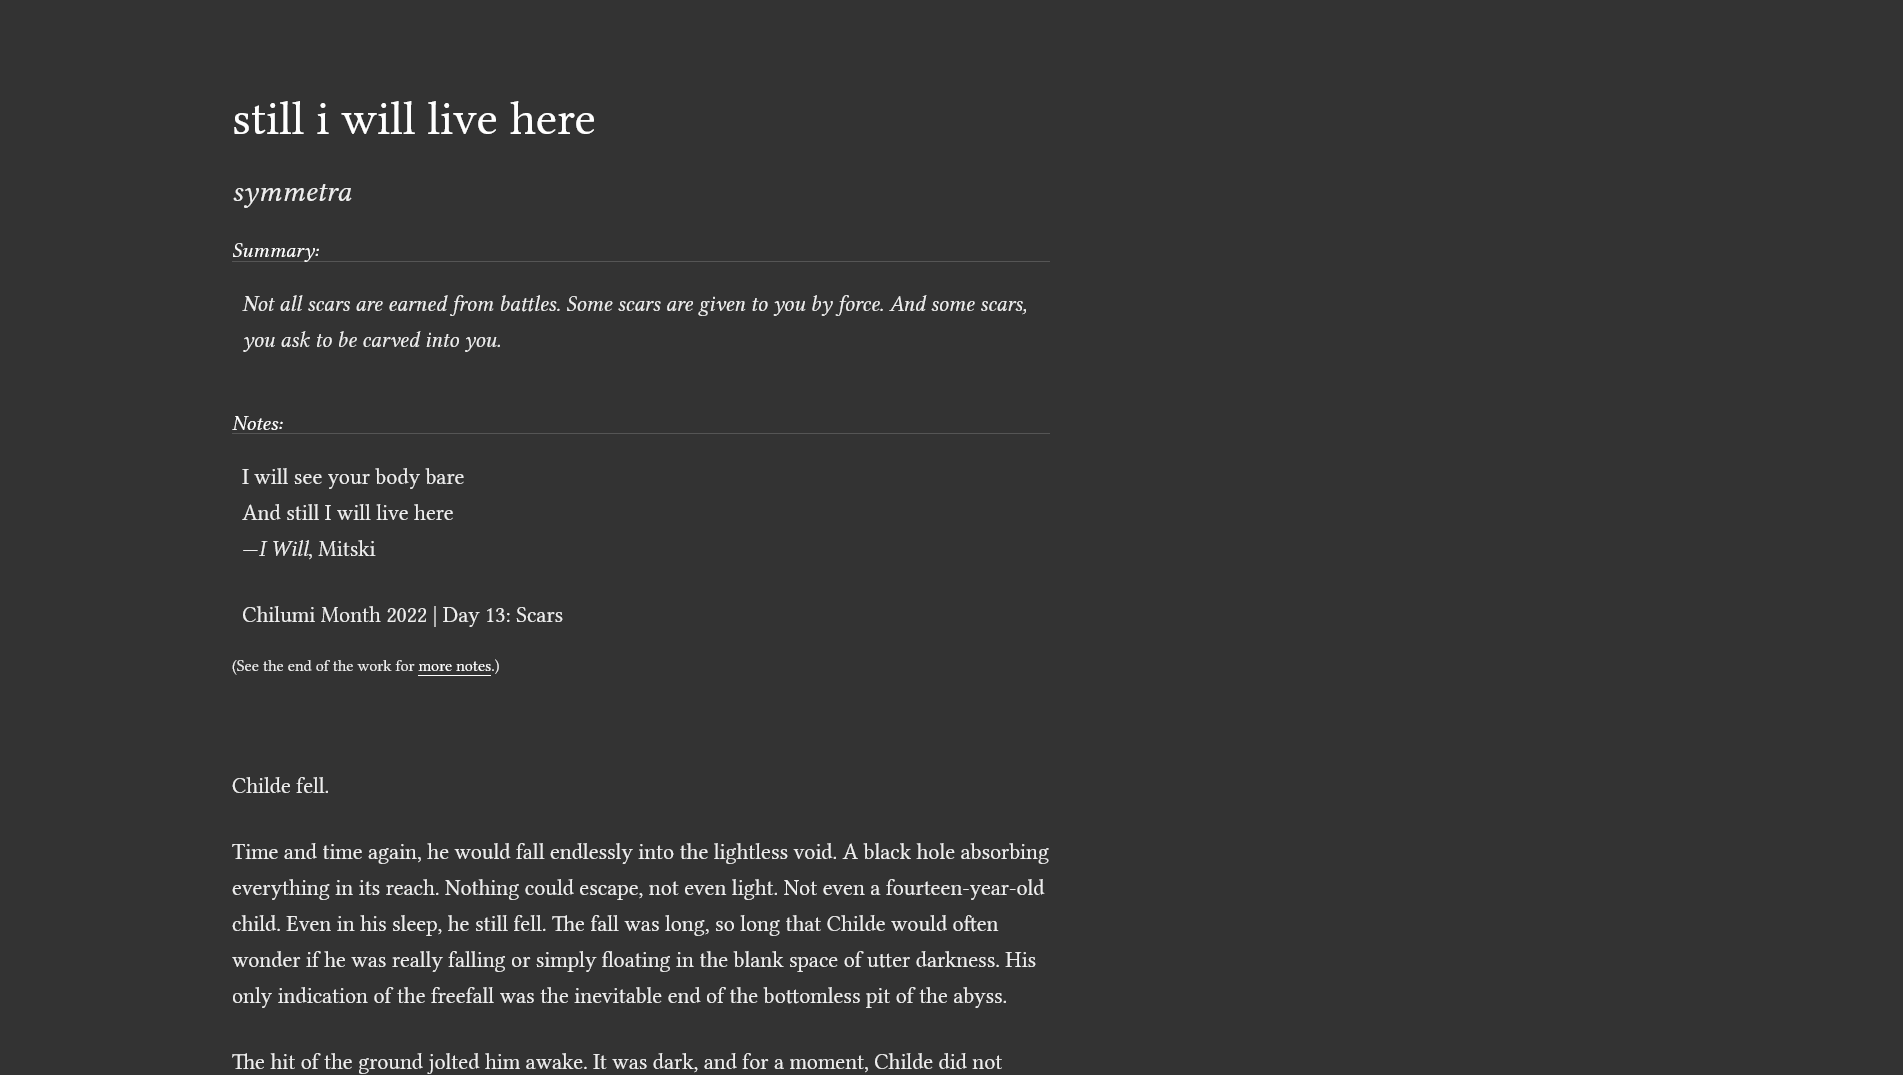 still i will live here
symmetra
Summary:
Not all scars are earned from battles. Some scars are given to you by force. And some scars,
you ask to be carved into you.
Notes:
I will see your body bare
And still I will live here
—I Will, Mitski
Chilumi Month 2022 | Day 13: Scars
(See the end of the work for more notes.)
Childe fell.
Time and time again, he would fall endlessly into the lightless void. A black hole absorbing
everything in its reach. Nothing could escape, not even light. Not even a fourteen-year-old
child. Even in his sleep, he still fell. The fall was long, so long that Childe would often
wonder if he was really falling or simply floating in the blank space of utter darkness. His
only indication of the freefall was the inevitable end of the bottomless pit of the abyss.
The hit of the ground jolted him awake. It was dark, and for a moment, Childe did not